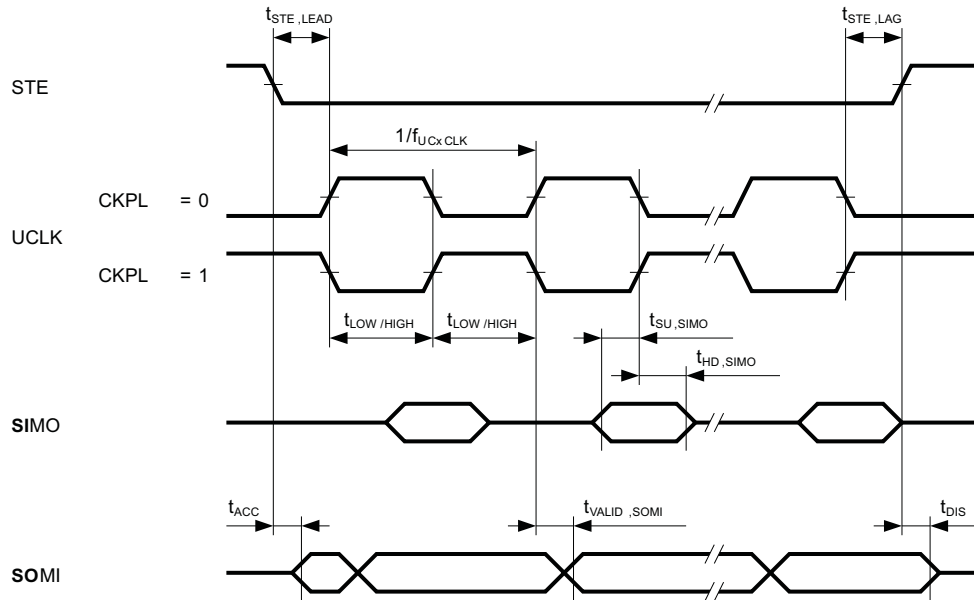 tSTE,LEAD
tSTE,LAG
STE
1/fUCxCLK
CKPL = 0
UCLK
CKPL = 1
tLOW/HIGH tLOW/HIGH
tSU,SIMO
tHD,SIMO
SIMO
tACC
tVALID,SOMI
tDIS
SOMI